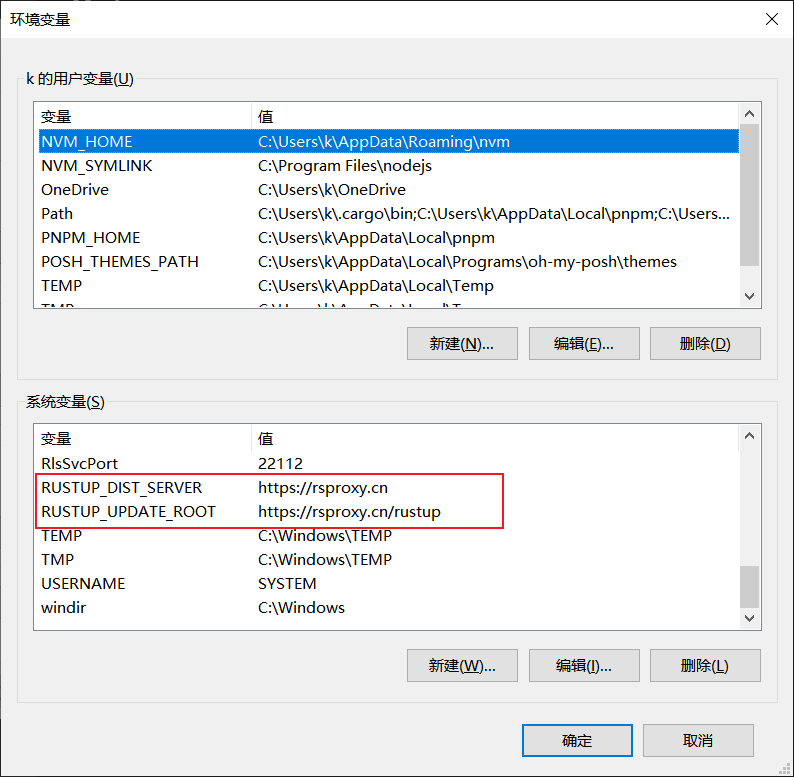 环境变量
k 的用户变量(U)
变量 值
NVM_HOME C:\Users\k\AppData\Roaming\nvm
NVM_SYMLINK C:\Program Files\nodejs
OneDrive C:\Users\k\OneDrive
Path C:\Users\k\.cargo\bin;C:\Users\k\AppData\Local\pnpm;C:\Users...
PNPM_HOME C:\Users\k\AppData\Local\pnpm
POSH_THEMES_PATH C:\Users\k\AppData\Local\Programs\oh-my-posh\themes
TEMP C:\Users\k\AppData\Local\Temp
新建(N)... 编辑(E)... 删除(D)
系统变量(S)
变量 值
RlsSvcPort 22112
RUSTUP_DIST_SERVER https://rsproxy.cn
RUSTUP_UPDATE_ROOT https://rsproxy.cn/rustup
TEMP C:\Windows\TEMP
TMP C:\Windows\TEMP
USERNAME SYSTEM
windir C:\Windows
新建(W)... 编辑(I)... 删除(L)
确定 取消